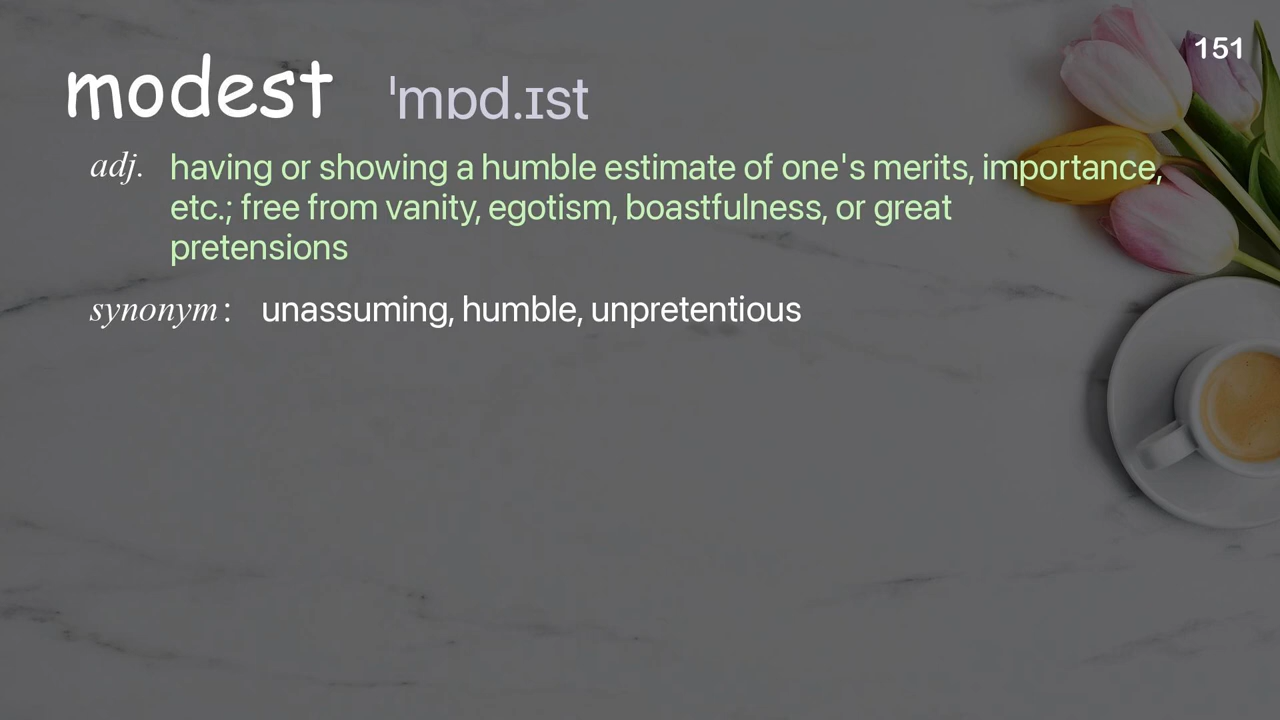 151
modest ˈmɒd.ɪst
adj. having or showing a humble estimate of one's merits, importance,
etc.; free from vanity, egotism, boastfulness, or great
pretensions
synonym: unassuming, humble, unpretentious